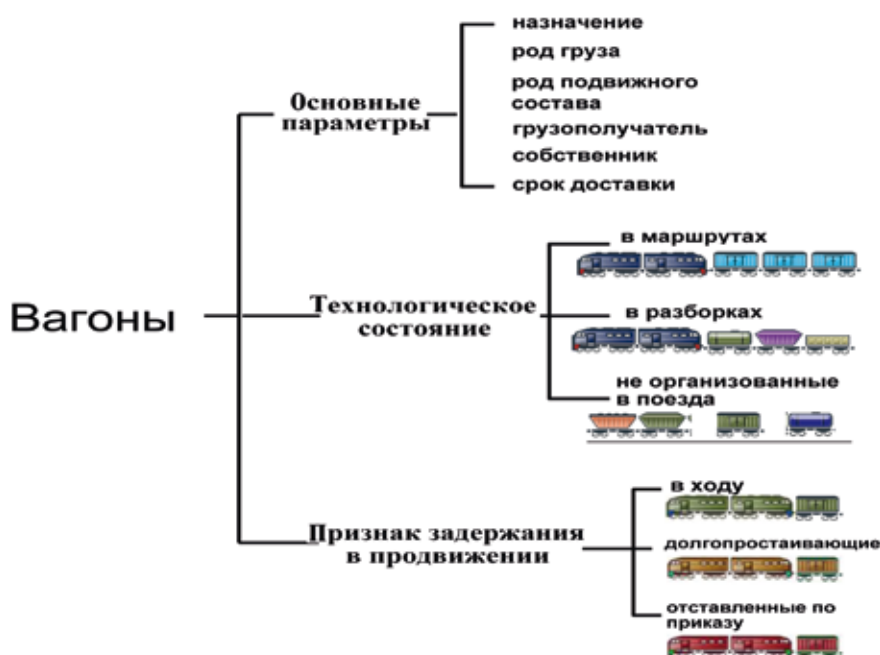 Вагоны
Основные
параметры
назначение
род груза
род подвижного
состава
грузополучатель
собственник
срок доставки
Технологическое
состояние
в маршрутах
в разборках
не организованные
в поезда
Признак задержания
в продвижении
в ходу
долгопростаивающие
отставленные по
приказу